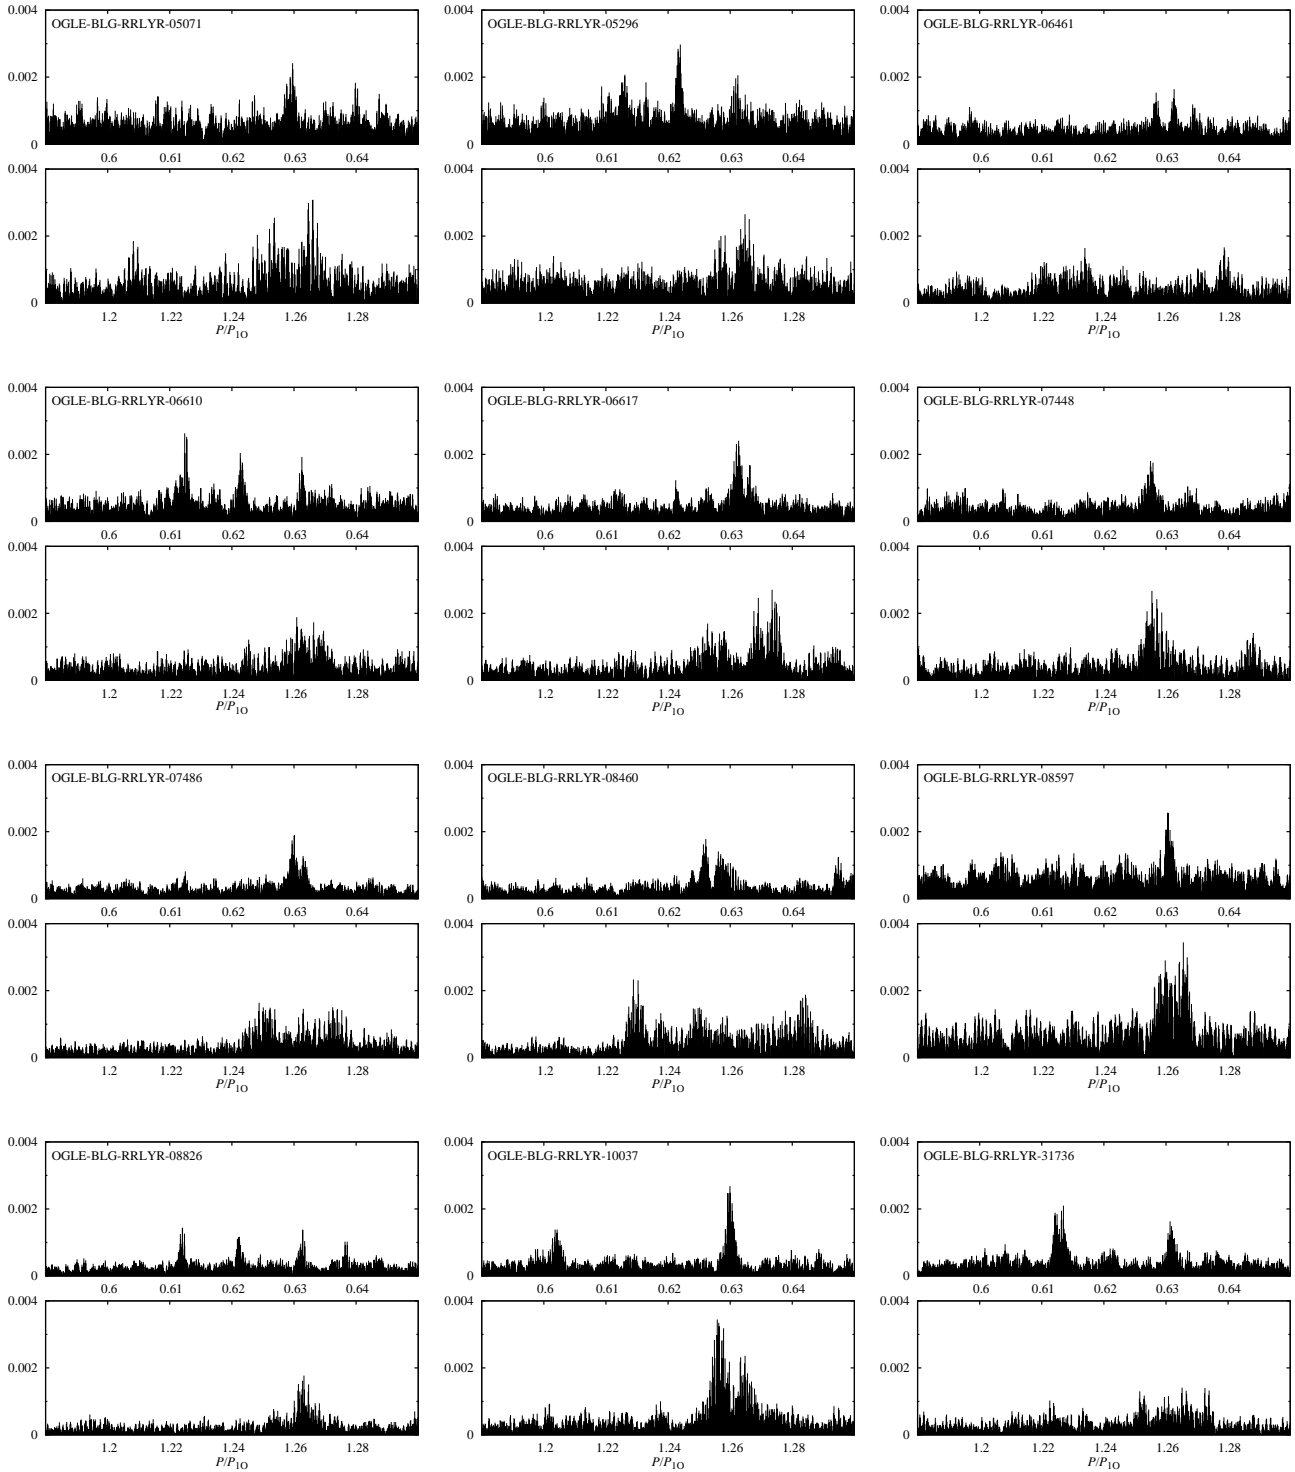 0.004 OGLE-BLG-RRLYR-05071 0.004 OGLE-BLG-RRLYR-05296 0.004 OGLE-BLG-RRLYR-06461
0.002 0.002 0.002
0 0 0
0.6 0.61 0.62 0.63 0.64 0.6 0.61 0.62 0.63 0.64 0.6 0.61 0.62 0.63 0.64
0.004 0.004 0.004
0.002 0.002 0.002
0 0 0
1.2 1.22 1.24 1.26 1.28 1.2 1.22 1.24 1.26 1.28 1.2 1.22 1.24 1.26 1.28
P/P1O P/P1O P/P1O
0.004 OGLE-BLG-RRLYR-06610 0.004 OGLE-BLG-RRLYR-06617 0.004 OGLE-BLG-RRLYR-07448
0.002 0.002 0.002
0 0 0
0.6 0.61 0.62 0.63 0.64 0.6 0.61 0.62 0.63 0.64 0.6 0.61 0.62 0.63 0.64
0.004 0.004 0.004
0.002 0.002 0.002
0 0 0
1.2 1.22 1.24 1.26 1.28 1.2 1.22 1.24 1.26 1.28 1.2 1.22 1.24 1.26 1.28
P/P1O P/P1O P/P1O
0.004 OGLE-BLG-RRLYR-07486 0.004 OGLE-BLG-RRLYR-08460 0.004 OGLE-BLG-RRLYR-08597
0.002 0.002 0.002
0 0 0
0.6 0.61 0.62 0.63 0.64 0.6 0.61 0.62 0.63 0.64 0.6 0.61 0.62 0.63 0.64
0.004 0.004 0.004
0.002 0.002 0.002
0 0 0
1.2 1.22 1.24 1.26 1.28 1.2 1.22 1.24 1.26 1.28 1.2 1.22 1.24 1.26 1.28
P/P1O P/P1O P/P1O
0.004 OGLE-BLG-RRLYR-08826 0.004 OGLE-BLG-RRLYR-10037 0.004 OGLE-BLG-RRLYR-31736
0.002 0.002 0.002
0 0 0
0.6 0.61 0.62 0.63 0.64 0.6 0.61 0.62 0.63 0.64 0.6 0.61 0.62 0.63 0.64
0.004 0.004 0.004
0.002 0.002 0.002
0 0 0
1.2 1.22 1.24 1.26 1.28 1.2 1.22 1.24 1.26 1.28 1.2 1.22 1.24 1.26 1.28
P/P1O P/P1O P/P1O